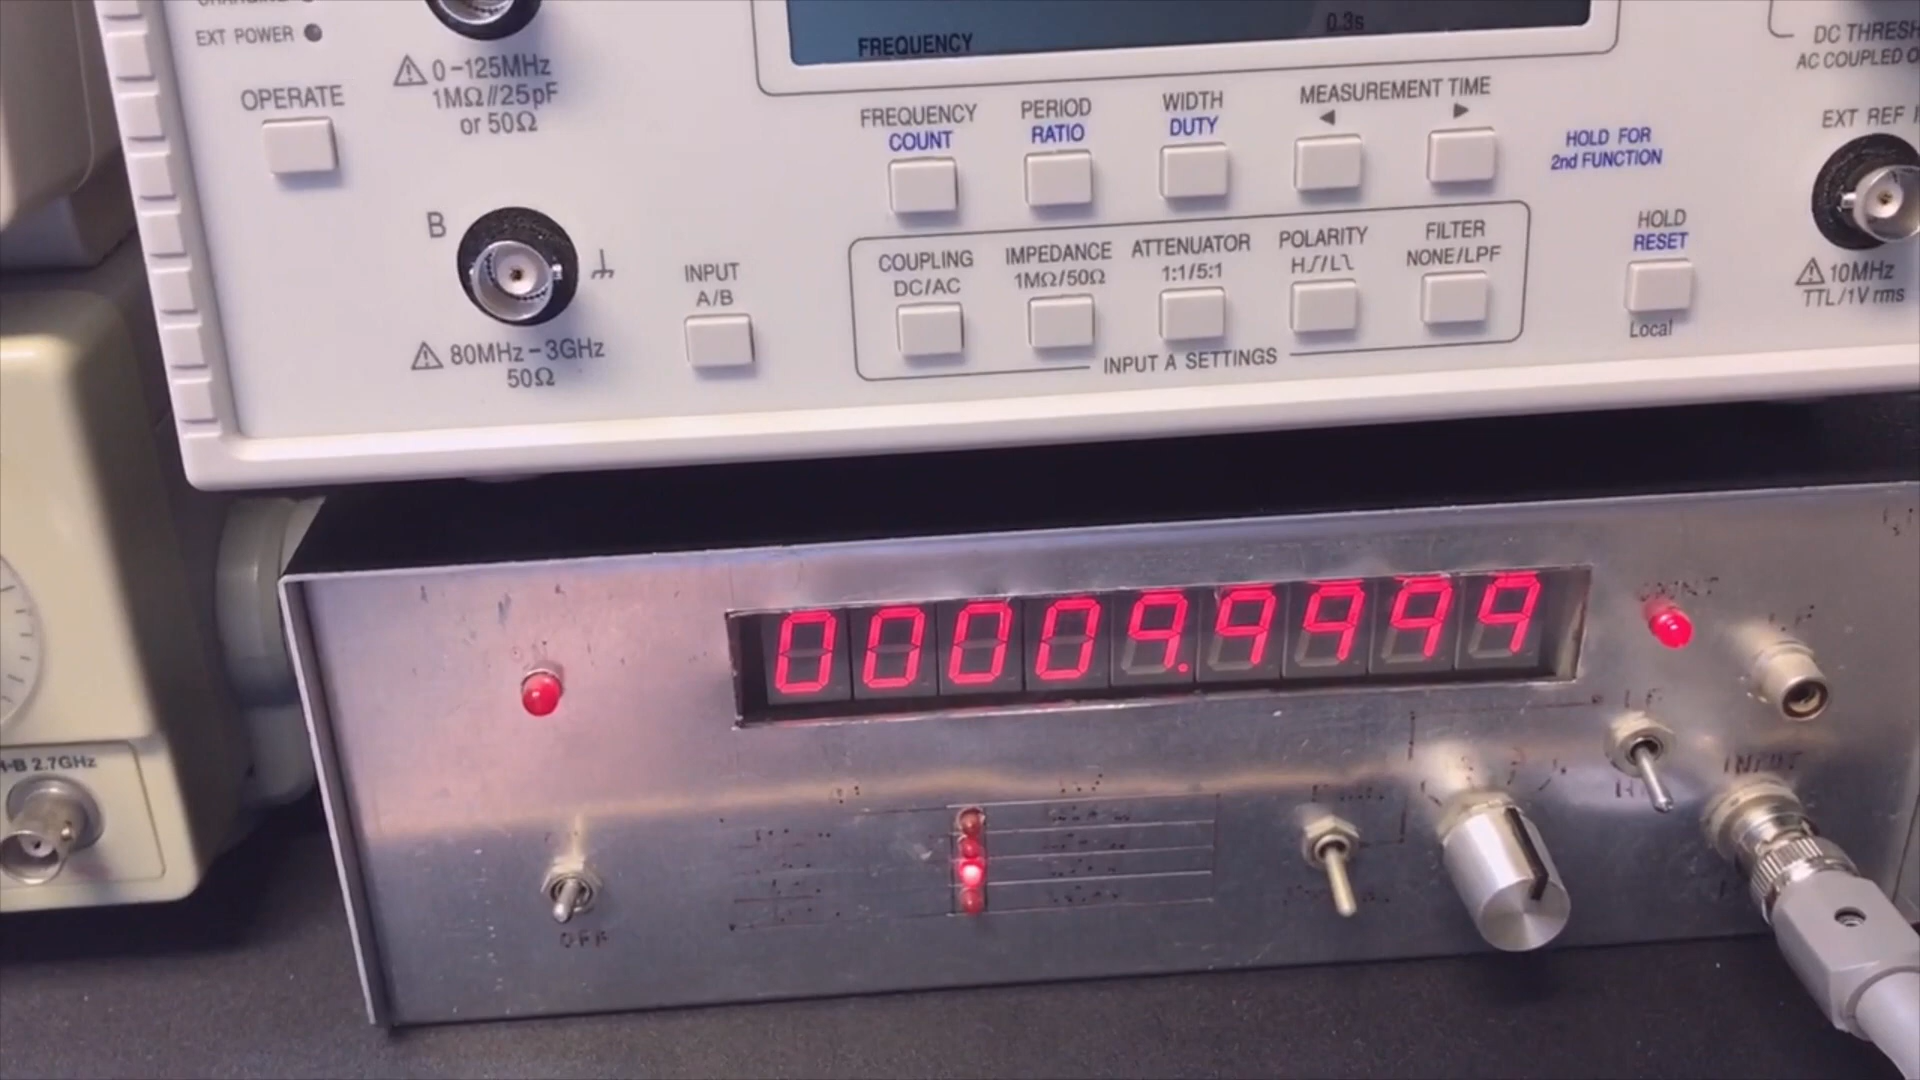 EXT POWER
OPERATE
0-125MHz
1MΩ//25pF
or 50Ω
B
80MHz-3GHz
50Ω
INPUT
A/B
FREQUENCY
0.3s
FREQUENCY
COUNT
PERIOD
RATIO
WIDTH
DUTY
MEASUREMENT TIME
HOLD FOR
2nd FUNCTION
COUPLING
DC/AC
IMPEDANCE
1MΩ/50Ω
ATTENUATOR
1:1/5:1
POLARITY
H/L
FILTER
NONE/LPF
INPUT A SETTINGS
HOLD
RESET
Local
DC
AC COUPLED
EXT REF
10MHz
TTL/1V rms
2.7GHz
00009.9999
OFF
INPUT